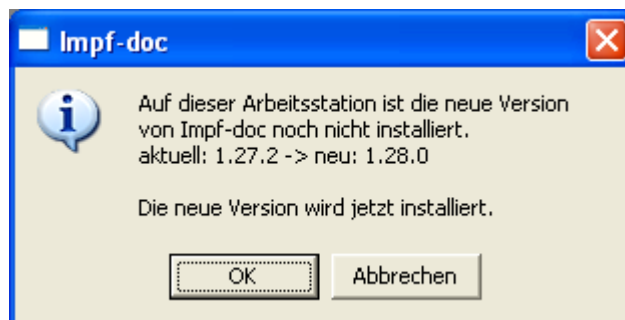 Impf-doc
Auf dieser Arbeitsstation ist die neue Version
von Impf-doc noch nicht installiert.
aktuell: 1.27.2 -> neu: 1.28.0
Die neue Version wird jetzt installiert.
OK
Abbrechen